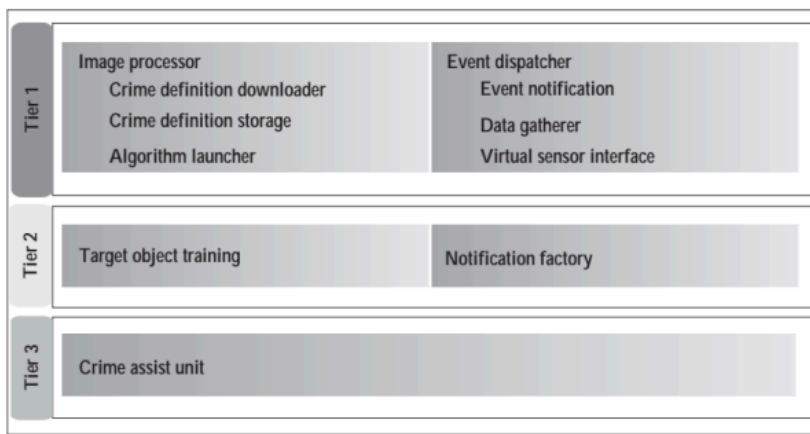 Tier 1
Image processor
Crime definition downloader
Crime definition storage
Algorithm launcher
Event dispatcher
Event notification
Data gatherer
Virtual sensor interface
Tier 2
Target object training
Notification factory
Tier 3
Crime assist unit